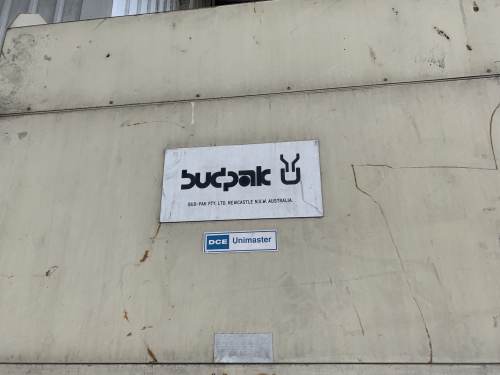 budpak
BUD-PAK PTY. LTD. NEWCASTLE N.S.W. AUSTRALIA.
DCE Unimaster